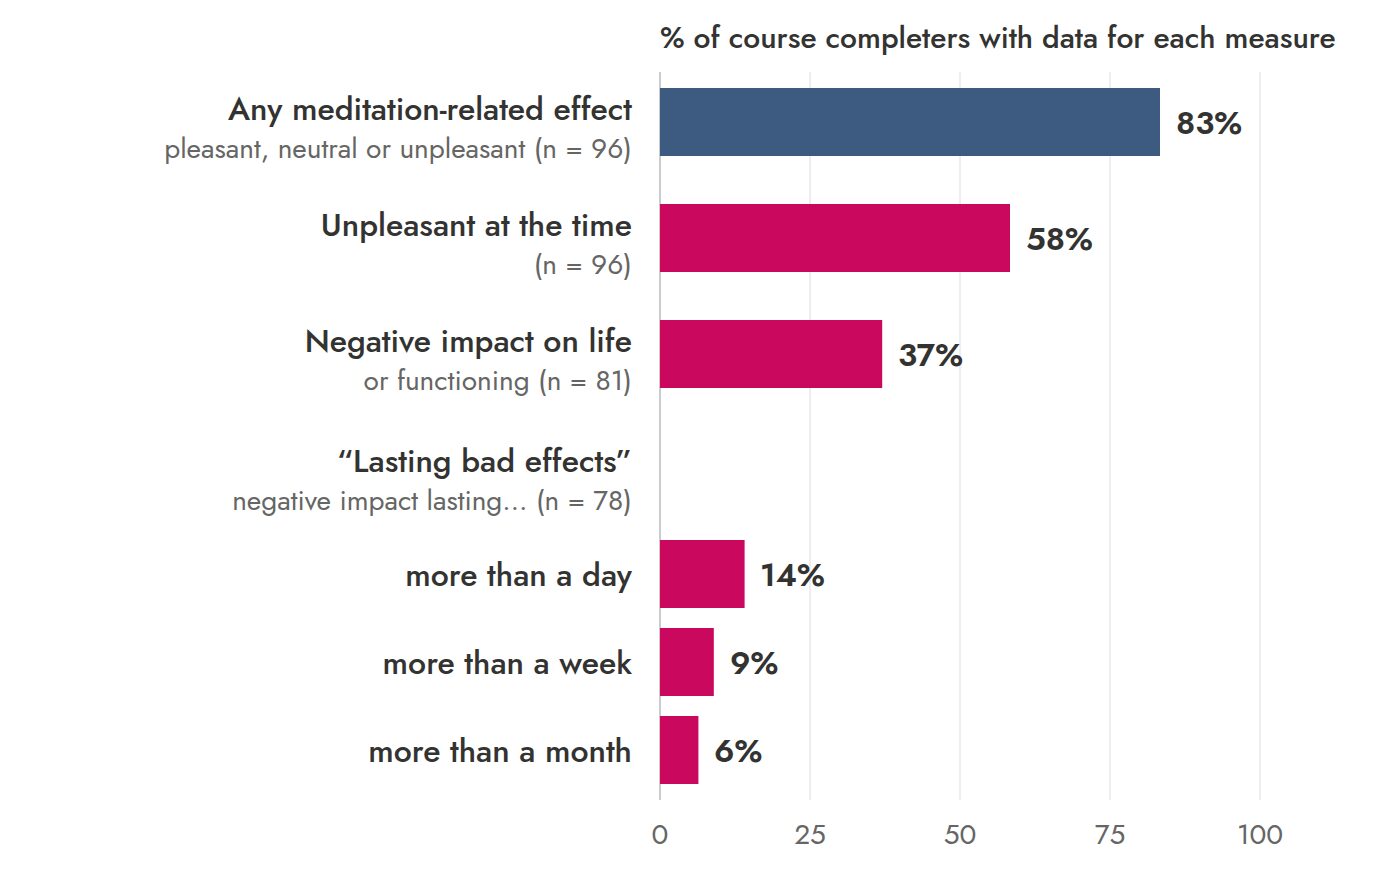 % of course completers with data for each measure
Any meditation-related effect
pleasant, neutral or unpleasant (n = 96)
83%
Unpleasant at the time
(n = 96)
58%
Negative impact on life
or functioning (n = 81)
37%
“Lasting bad effects”
negative impact lasting… (n = 78)
more than a day
14%
more than a week
9%
more than a month
6%
0 25 50 75 100